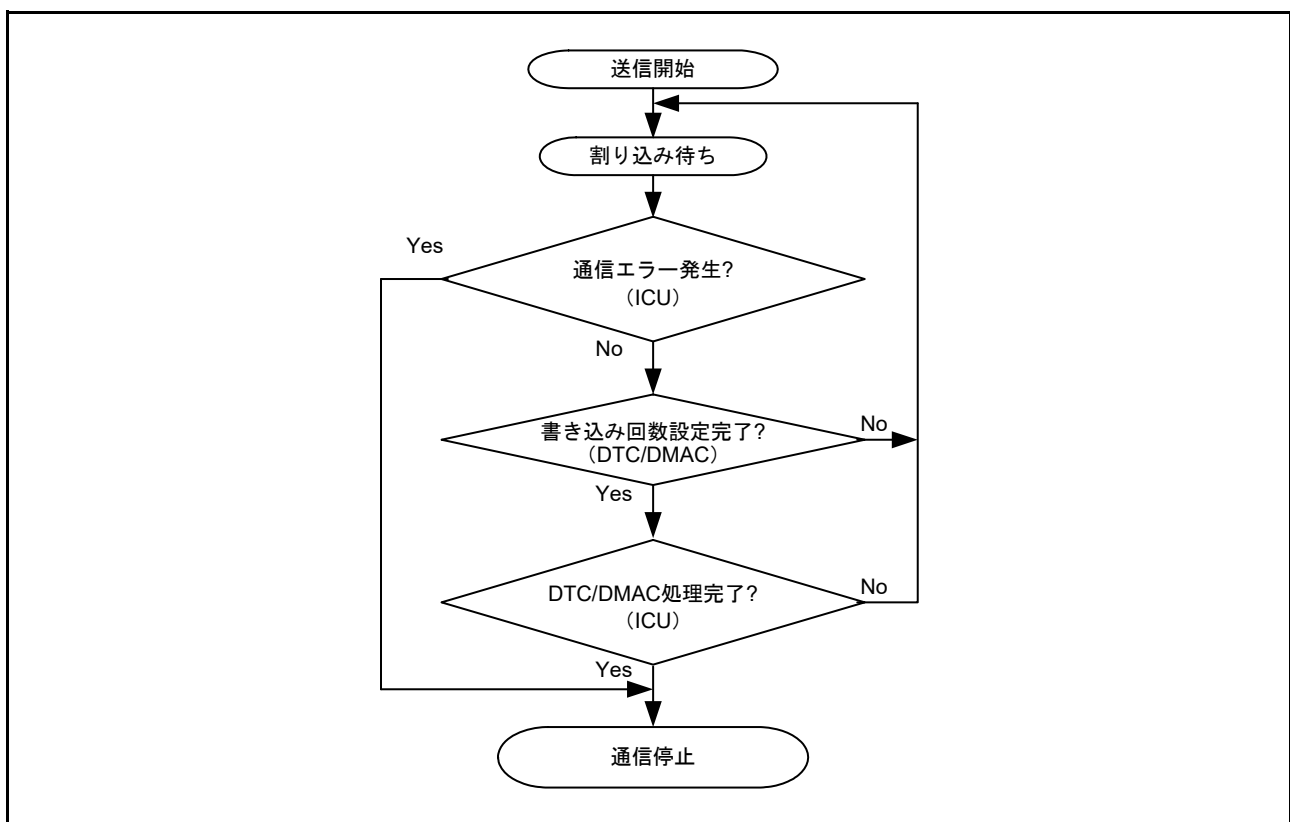 送信開始
割り込み待ち
Yes
通信エラー発生?
（ICU）
No
書き込み回数設定完了?
（DTC/DMAC）
No
Yes
DTC/DMAC処理完了?
（ICU）
No
Yes
通信停止